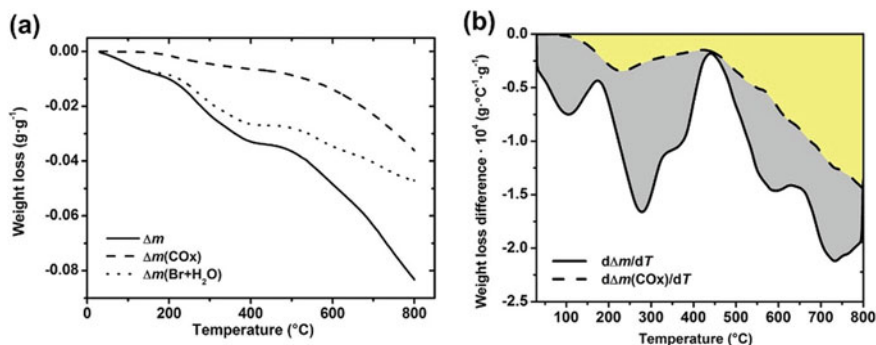 (a)
Weight loss (g·g⁻¹)
0.00
-0.02
-0.04
-0.06
-0.08
Δm
Δm(COx)
Δm(Br+H₂O)
0 200 400 600 800
Temperature (°C)
(b)
Weight loss difference · 10⁴ (g·°C⁻¹·g⁻¹)
0.0
-0.5
-1.0
-1.5
-2.0
-2.5
dΔm/dT
dΔm(COx)/dT
100 200 300 400 500 600 700 800
Temperature (°C)